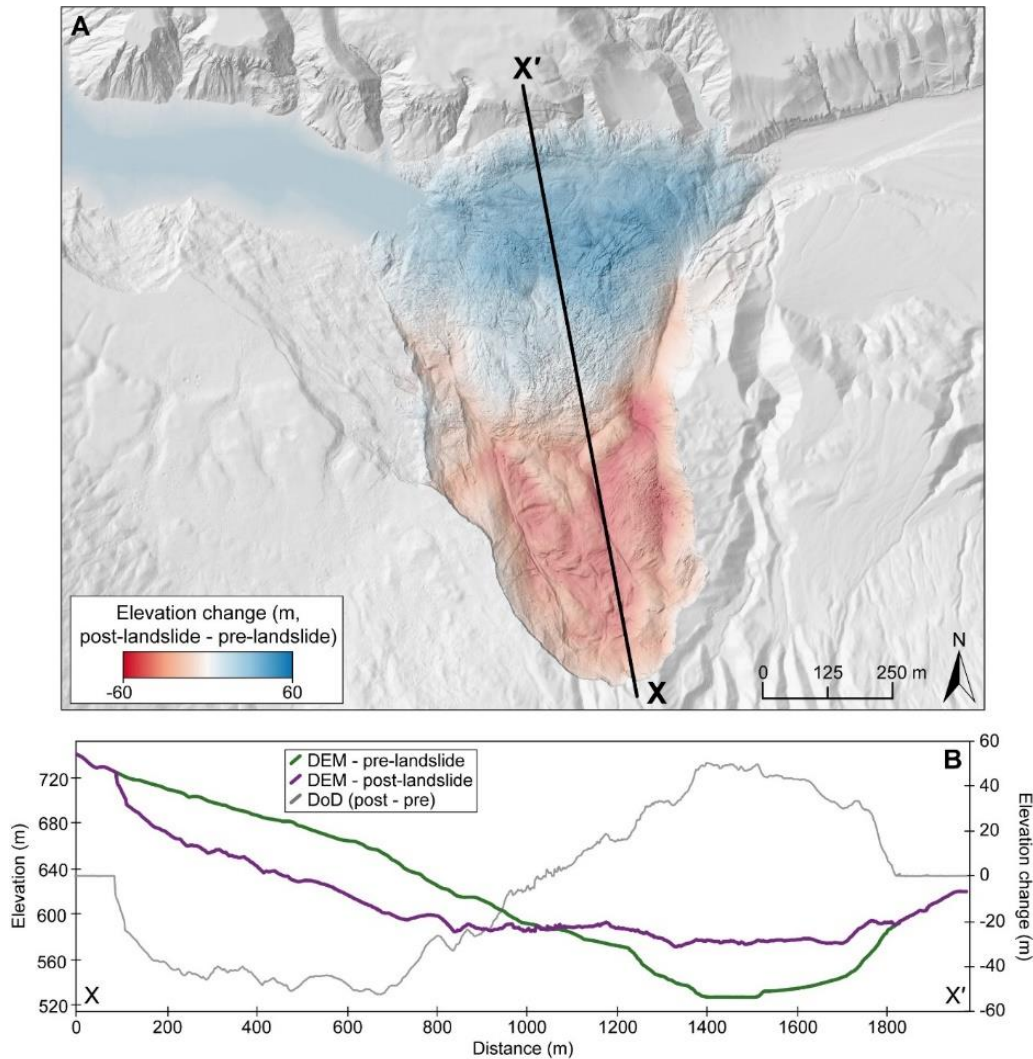 A
X′
Elevation change (m,
post-landslide - pre-landslide)
-60 60
X
0 125 250 m
N
B
DEM - pre-landslide
DEM - post-landslide
DoD (post - pre)
Elevation (m)
720
680
640
600
560
520
60
40
20
0
-20
-40
-60
Elevation change (m)
X X′
0 200 400 600 800 1000 1200 1400 1600 1800
Distance (m)